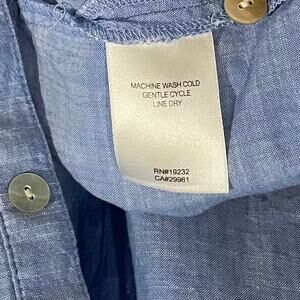 MACHINE WASH COLD
GENTLE CYCLE
LINE DRY
RN#19232
CA#29961